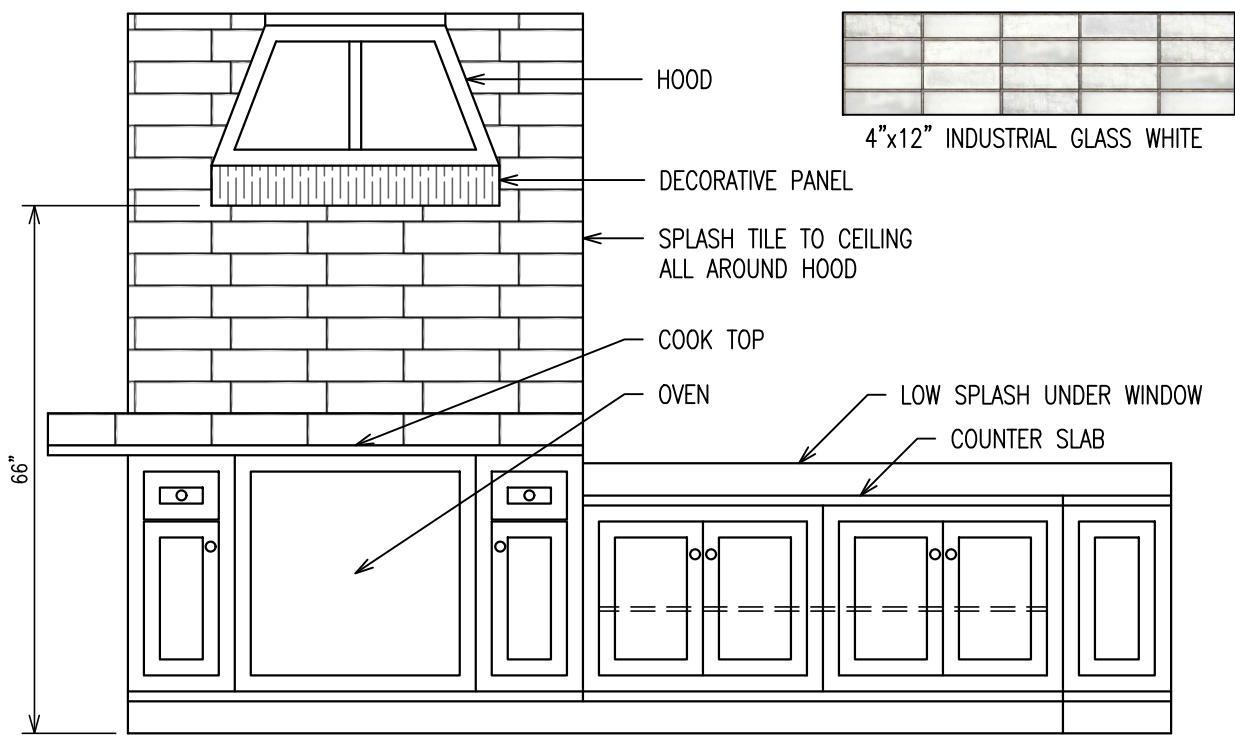 HOOD
4”x12” INDUSTRIAL GLASS WHITE
DECORATIVE PANEL
SPLASH TILE TO CEILING
ALL AROUND HOOD
COOK TOP
OVEN
LOW SPLASH UNDER WINDOW
COUNTER SLAB
66”